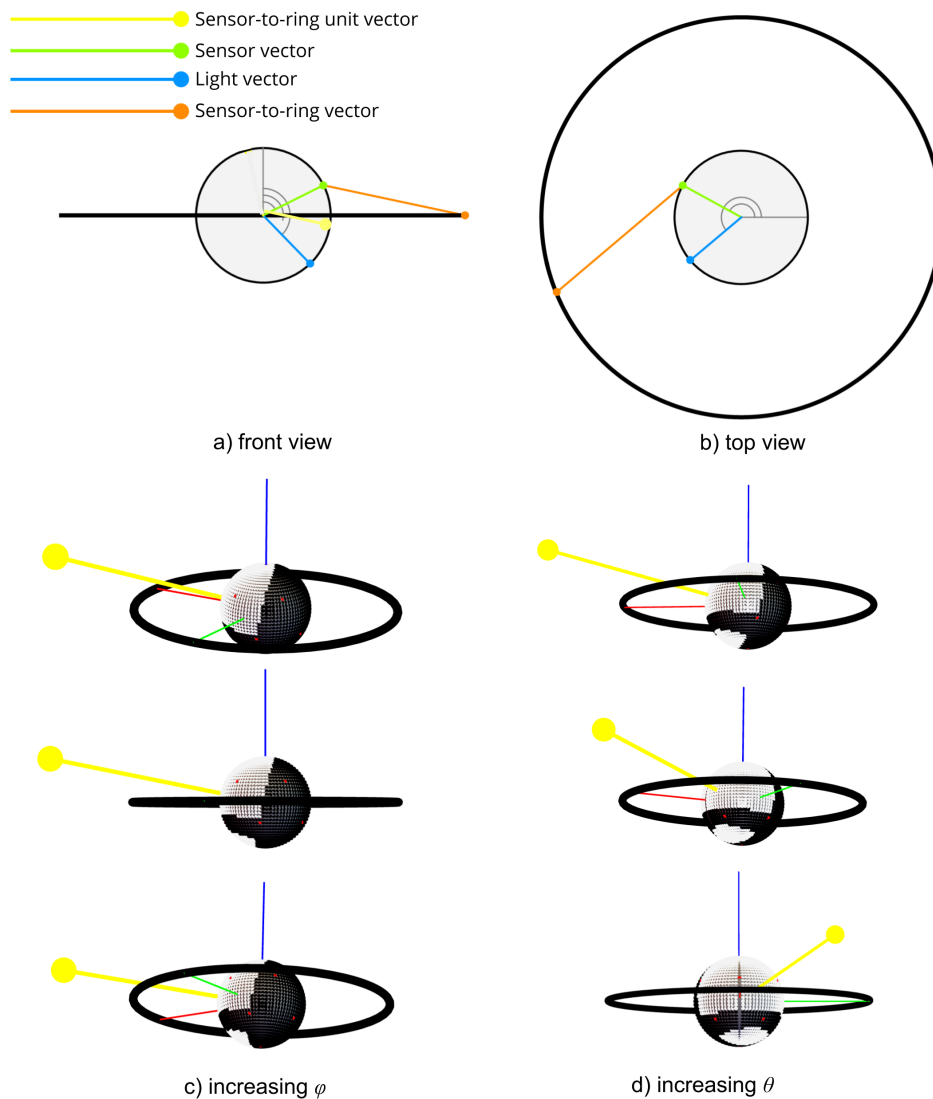 Sensor-to-ring unit vector
Sensor vector
Light vector
Sensor-to-ring vector
a) front view
b) top view
c) increasing φ
d) increasing θ